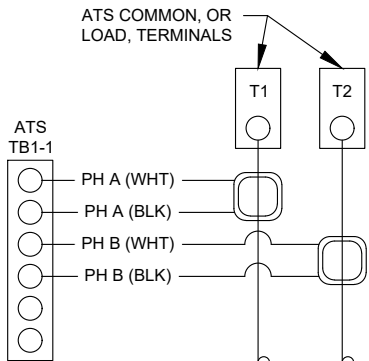 ATS COMMON, OR
LOAD, TERMINALS
T1
T2
ATS
TB1-1
PH A (WHT)
PH A (BLK)
PH B (WHT)
PH B (BLK)